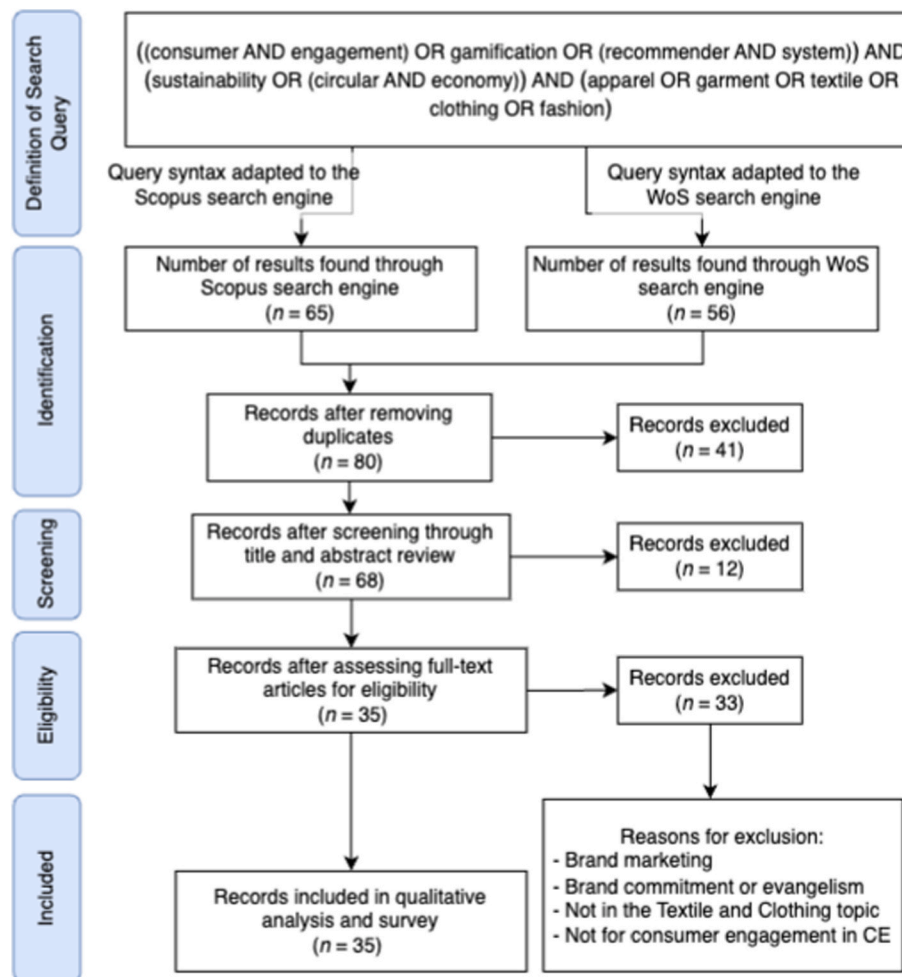 Definition of Search
Query
((consumer AND engagement) OR gamification OR (recommender AND system)) AND
(sustainability OR (circular AND economy)) AND (apparel OR garment OR textile OR
clothing OR fashion)
Query syntax adapted to the
Scopus search engine
Query syntax adapted to the
WoS search engine
Identification
Number of results found through
Scopus search engine
(n = 65)
Number of results found through WoS
search engine
(n = 56)
Records after removing
duplicates
(n = 80)
Records excluded
(n = 41)
Screening
Records after screening through
title and abstract review
(n = 68)
Records excluded
(n = 12)
Eligibility
Records after assessing full-text
articles for eligibility
(n = 35)
Records excluded
(n = 33)
Included
Records included in qualitative
analysis and survey
(n = 35)
Reasons for exclusion:
- Brand marketing
- Brand commitment or evangelism
- Not in the Textile and Clothing topic
- Not for consumer engagement in CE